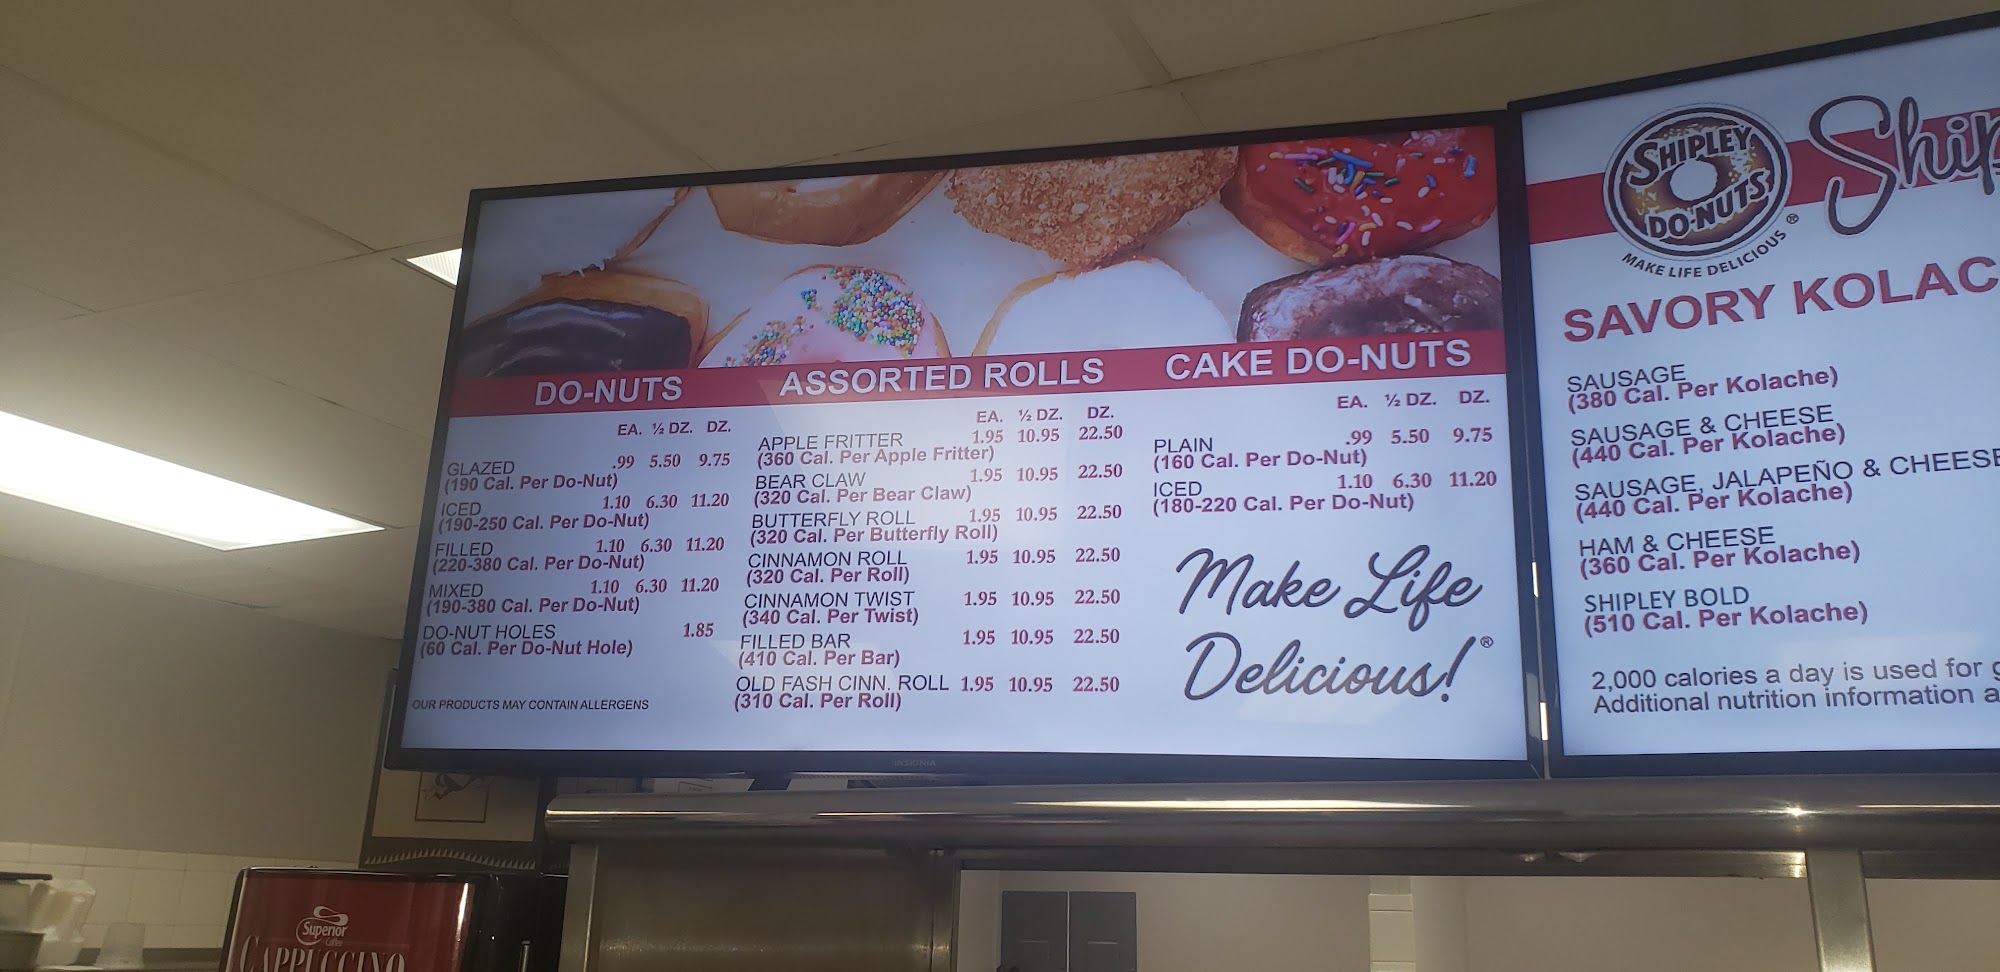 DO-NUTS
EA. ½ DZ. DZ.
GLAZED .99 5.50 9.75
(190 Cal. Per Do-Nut)
ICED 1.10 6.30 11.20
(190-250 Cal. Per Do-Nut)
FILLED 1.10 6.30 11.20
(220-380 Cal. Per Do-Nut)
MIXED 1.10 6.30 11.20
(190-380 Cal. Per Do-Nut)
DO-NUT HOLES 1.85
(60 Cal. Per Do-Nut Hole)
OUR PRODUCTS MAY CONTAIN ALLERGENS
ASSORTED ROLLS
EA. ½ DZ. DZ.
APPLE FRITTER 1.95 10.95 22.50
(360 Cal. Per Apple Fritter)
BEAR CLAW 1.95 10.95 22.50
(320 Cal. Per Bear Claw)
BUTTERFLY ROLL 1.95 10.95 22.50
(320 Cal. Per Butterfly Roll)
CINNAMON ROLL 1.95 10.95 22.50
(320 Cal. Per Roll)
CINNAMON TWIST 1.95 10.95 22.50
(340 Cal. Per Twist)
FILLED BAR 1.95 10.95 22.50
(410 Cal. Per Bar)
OLD FASH CINN. ROLL 1.95 10.95 22.50
(310 Cal. Per Roll)
CAKE DO-NUTS
EA. ½ DZ. DZ.
PLAIN .99 5.50 9.75
(160 Cal. Per Do-Nut)
ICED 1.10 6.30 11.20
(180-220 Cal. Per Do-Nut)
Make Life
Delicious!®
INSIGNIA
SHIPLEY
DO-NUTS
MAKE LIFE DELICIOUS ®
Ship
SAVORY KOLAC
SAUSAGE
(380 Cal. Per Kolache)
SAUSAGE & CHEESE
(440 Cal. Per Kolache)
SAUSAGE, JALAPEÑO & CHEESE
(440 Cal. Per Kolache)
HAM & CHEESE
(360 Cal. Per Kolache)
SHIPLEY BOLD
(510 Cal. Per Kolache)
2,000 calories a day is used for
Additional nutrition information a
Superior
Coffee
CAPPUCCINO